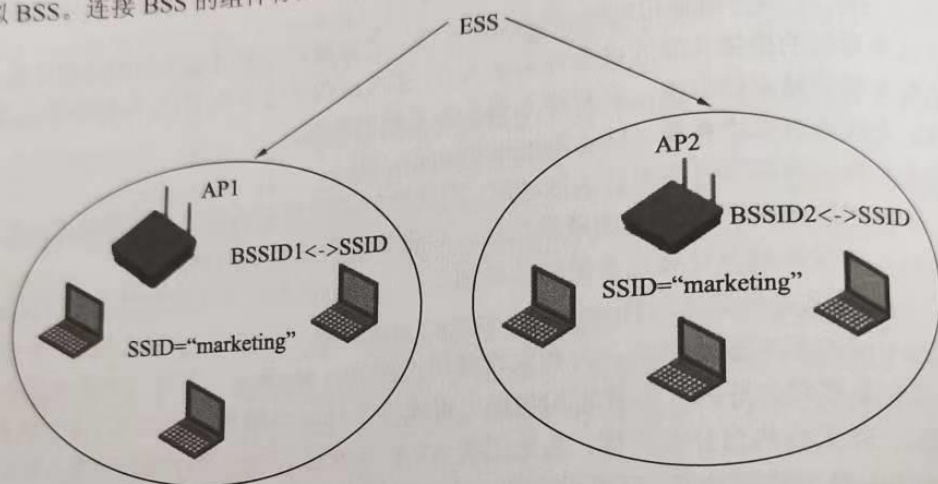 BSS。连接 BSS 的组件
ESS
AP1
BSSID1<->SSID
SSID=“marketing”
AP2
BSSID2<->SSID
SSID=“marketing”